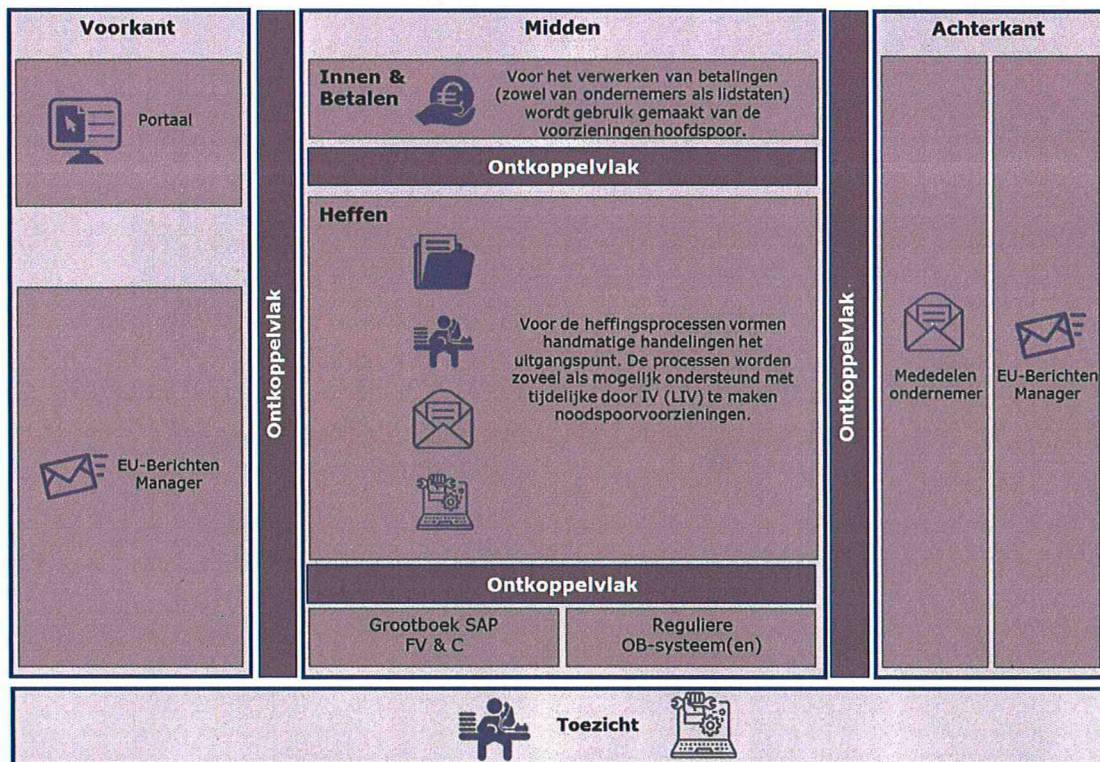 Voorkant
Portaal
EU-Berichten
Manager
Ontkoppelvlak
Midden
Innen &
Betalen
Voor het verwerken van betalingen
(zowel van ondernemers als lidstaten)
wordt gebruik gemaakt van de
voorzieningen hoofdspoor.
Ontkoppelvlak
Heffen
Voor de heffingsprocessen vormen
handmatige handelingen het
uitgangspunt. De processen worden
zoveel als mogelijk ondersteund met
tijdelijke door IV (LIV) te maken
noodspoorvoorzieningen.
Ontkoppelvlak
Grootboek SAP
FV & C
Reguliere
OB-systeem(en)
Ontkoppelvlak
Achterkant
Mededelen
ondernemer
EU-Berichten
Manager
Toezicht